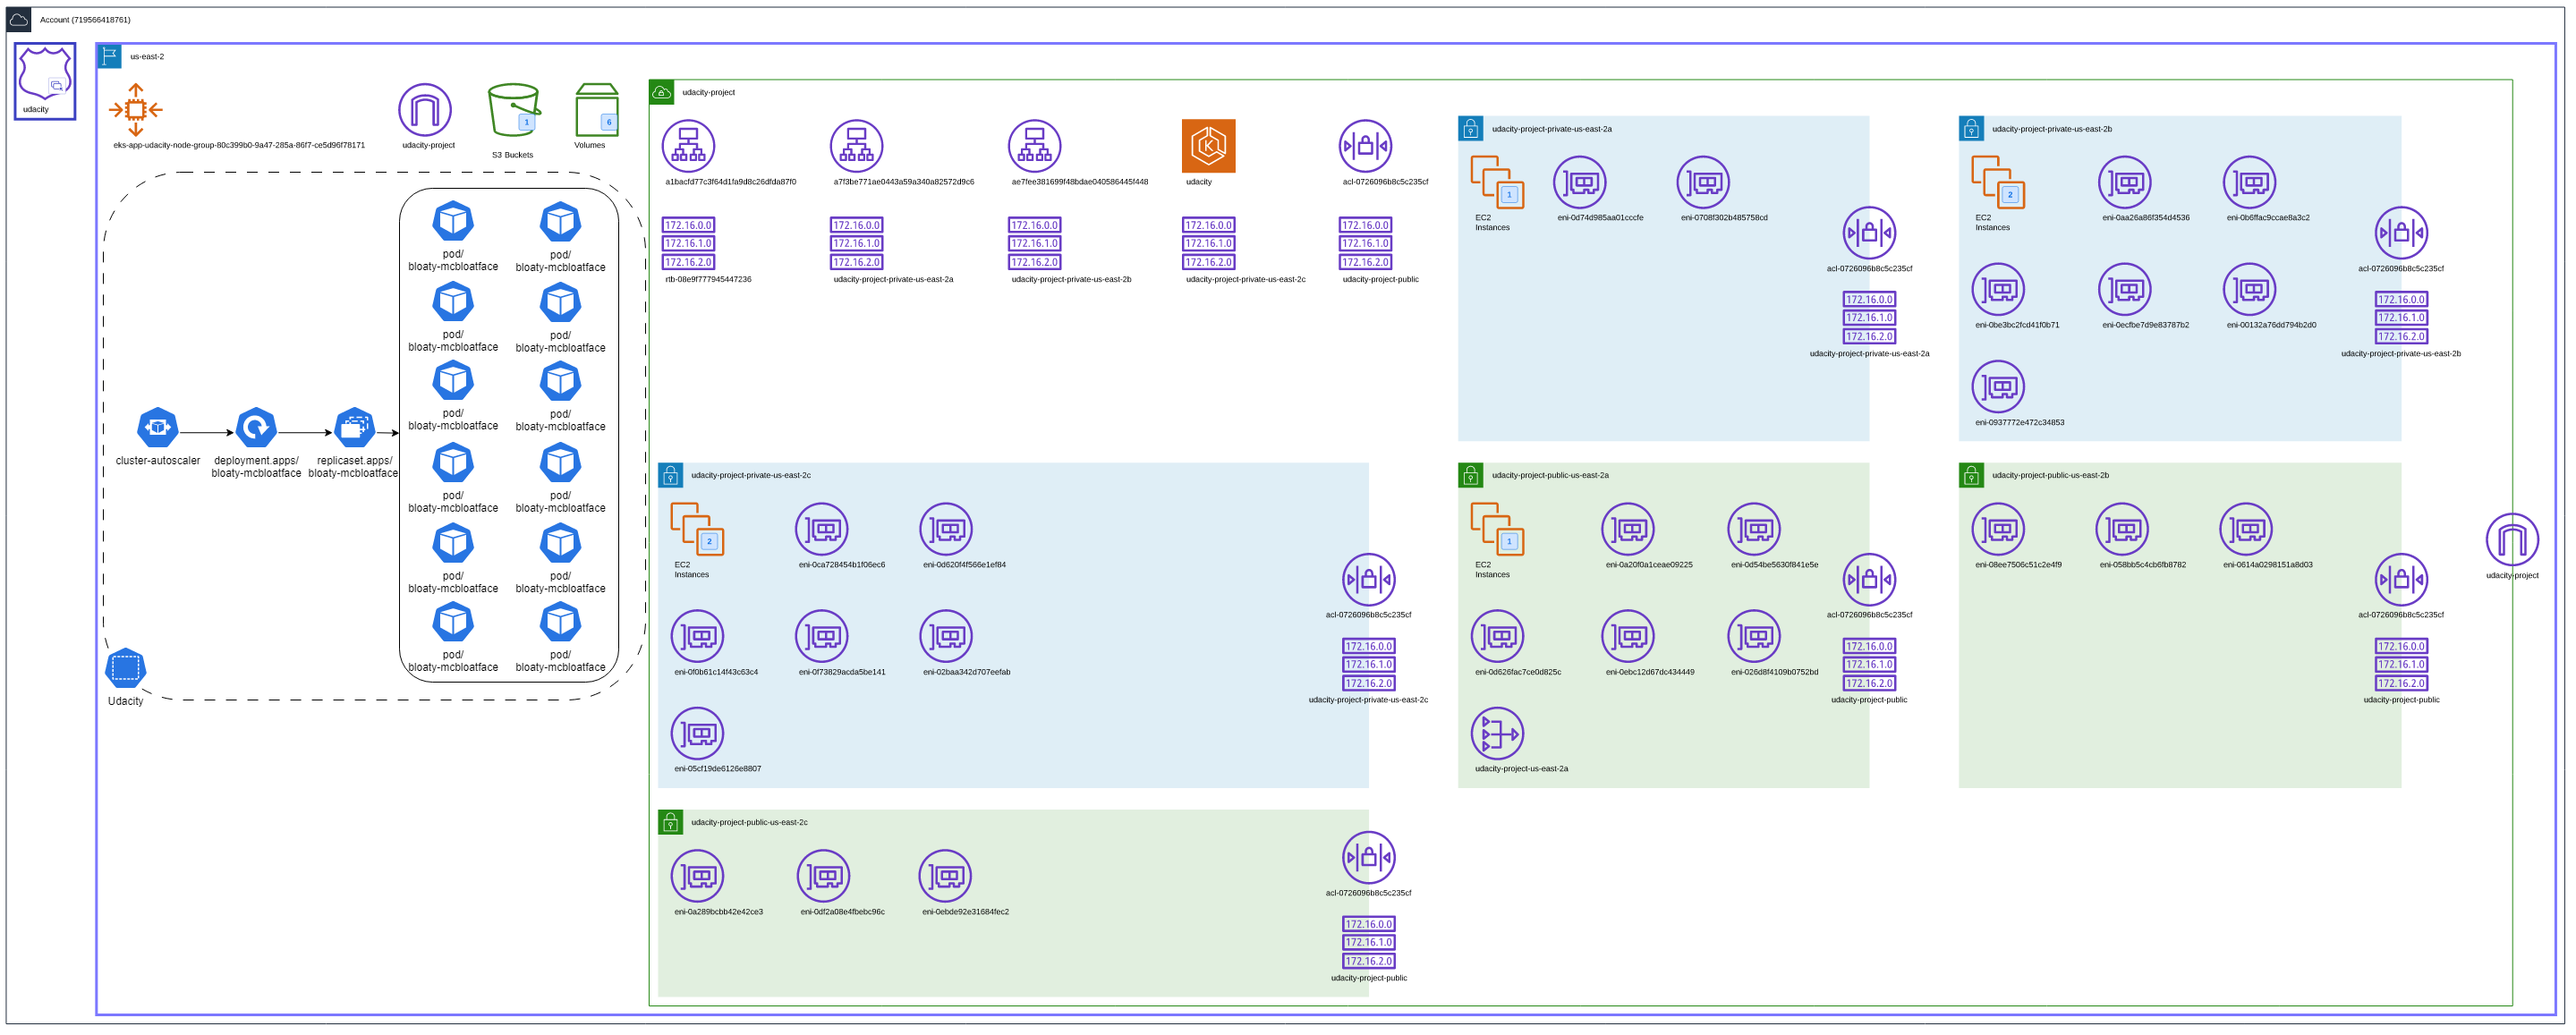 Account (719566418761)
udacity
us-east-2
eks-app-udacity-node-group-80c399b0-9a47-285a-86f7-ce5d96f78171
udacity-project
1
S3 Buckets
6
Volumes
pod/
bloaty-mcbloatface
pod/
bloaty-mcbloatface
pod/
bloaty-mcbloatface
pod/
bloaty-mcbloatface
pod/
bloaty-mcbloatface
pod/
bloaty-mcbloatface
cluster-autoscaler
deployment.apps/
bloaty-mcbloatface
replicaset.apps/
bloaty-mcbloatface
pod/
bloaty-mcbloatface
pod/
bloaty-mcbloatface
pod/
bloaty-mcbloatface
pod/
bloaty-mcbloatface
pod/
bloaty-mcbloatface
pod/
bloaty-mcbloatface
Udacity
udacity-project
a1bacfd77c3f64d1fa9d8c26dfda87f0
a7f3be771ae0443a59a340a82572d9c6
ae7fee381699f48bdae040586445f448
K
udacity
acl-0726096b8c5c235cf
172.16.0.0
172.16.1.0
172.16.2.0
rtb-08e9f777945447236
172.16.0.0
172.16.1.0
172.16.2.0
udacity-project-private-us-east-2a
172.16.0.0
172.16.1.0
172.16.2.0
udacity-project-private-us-east-2b
172.16.0.0
172.16.1.0
172.16.2.0
udacity-project-private-us-east-2c
172.16.0.0
172.16.1.0
172.16.2.0
udacity-project-public
udacity-project-private-us-east-2a
1
EC2
Instances
eni-0d74d985aa01cccfe
eni-0708f302b485758cd
acl-0726096b8c5c235cf
172.16.0.0
172.16.1.0
172.16.2.0
udacity-project-private-us-east-2a
udacity-project-private-us-east-2b
2
EC2
Instances
eni-0aa26a86f354d4536
eni-0b6ffac9ccae8a3c2
acl-0726096b8c5c235cf
eni-0be3bc2fcd41f0b71
eni-0ecfbe7d9e83787b2
eni-00132a76dd794b2d0
172.16.0.0
172.16.1.0
172.16.2.0
udacity-project-private-us-east-2b
eni-0937772e472c34853
udacity-project-private-us-east-2c
2
EC2
Instances
eni-0ca728454b1f06ec6
eni-0d620f4f566e1ef84
acl-0726096b8c5c235cf
eni-0f0b61c14f43c63c4
eni-0f73829acda5be141
eni-02baa342d707eefab
172.16.0.0
172.16.1.0
172.16.2.0
udacity-project-private-us-east-2c
eni-05cf19de6126e8807
udacity-project-public-us-east-2a
1
EC2
Instances
eni-0a20f0a1ceae09225
eni-0d54be5630f841e5e
acl-0726096b8c5c235cf
eni-0d626fac7ce0d825c
eni-0ebc12d67dc434449
eni-026d8f4109b0752bd
172.16.0.0
172.16.1.0
172.16.2.0
udacity-project-public
udacity-project-us-east-2a
udacity-project-public-us-east-2b
eni-08ee7506c51c2e4f9
eni-058bb5c4cb6fb8782
eni-0614a0298151a8d03
acl-0726096b8c5c235cf
172.16.0.0
172.16.1.0
172.16.2.0
udacity-project-public
udacity-project
udacity-project-public-us-east-2c
eni-0a289bcbb42e42ce3
eni-0df2a08e4fbebc96c
eni-0ebde92e31684fec2
acl-0726096b8c5c235cf
172.16.0.0
172.16.1.0
172.16.2.0
udacity-project-public